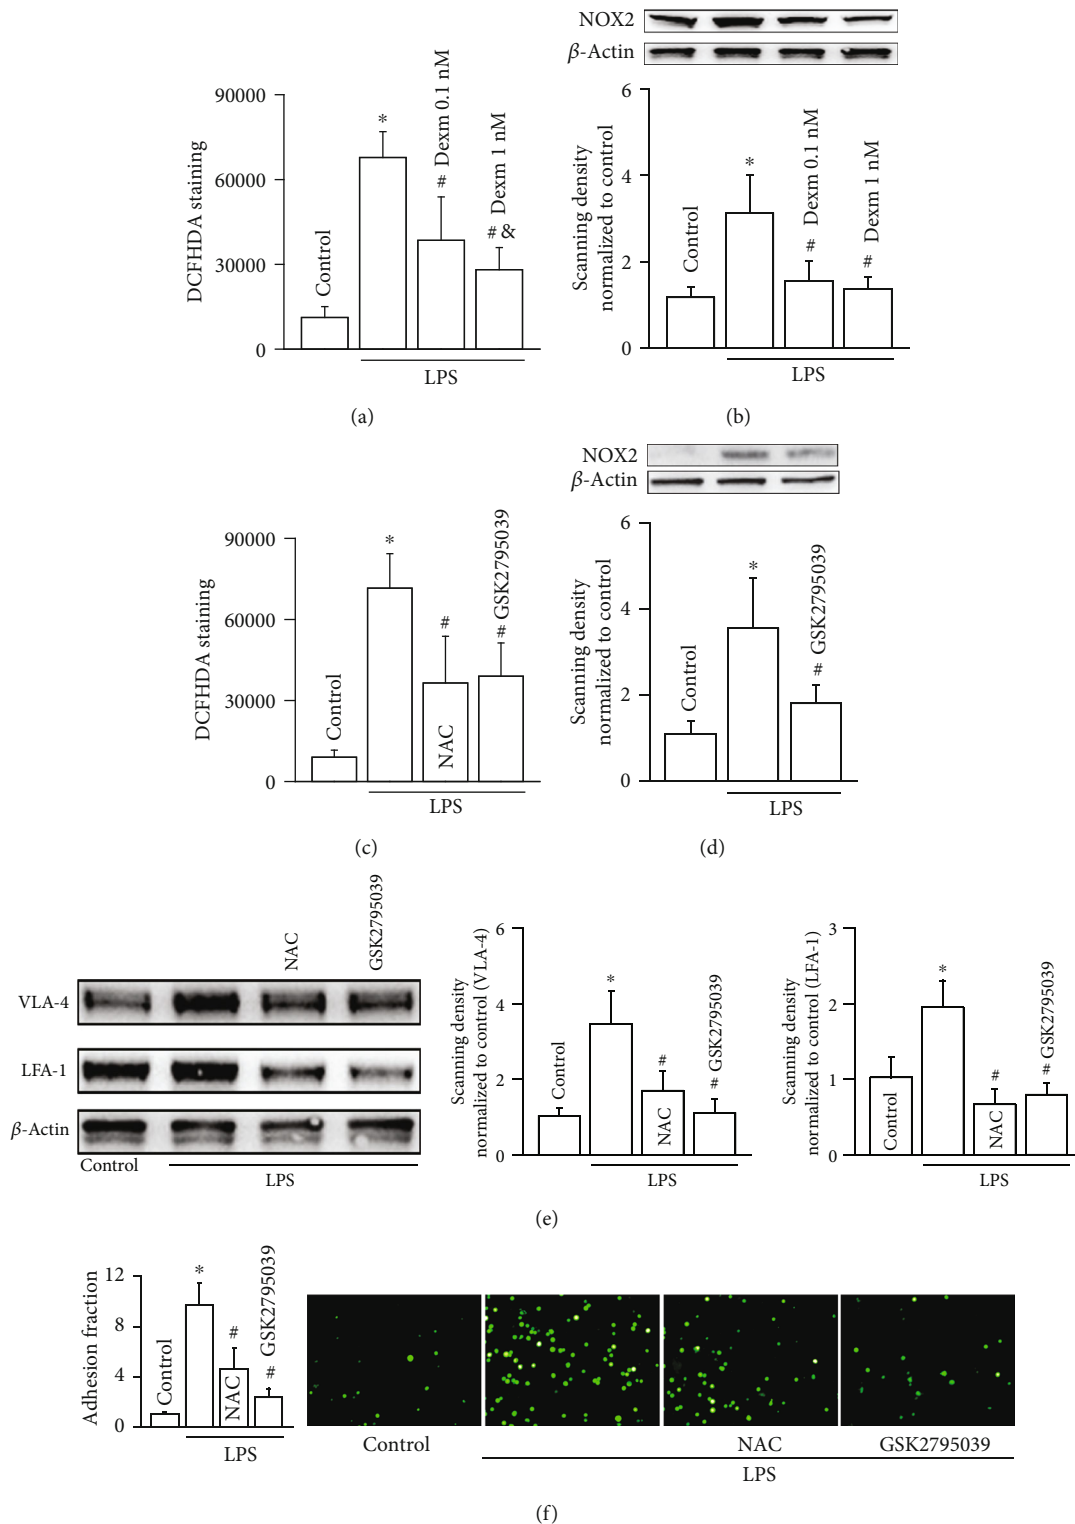 NOX2
β-Actin
DCFHDA staining
90000
60000
30000
0
Control
*
# Dexm 0.1 nM
# & Dexm 1 nM
LPS
(a)
Scanning density
normalized to control
6
4
2
0
Control
*
# Dexm 0.1 nM
# Dexm 1 nM
LPS
(b)
DCFHDA staining
90000
60000
30000
0
Control
*
#
NAC
# GSK2795039
LPS
(c)
NOX2
β-Actin
Scanning density
normalized to control
6
4
2
0
Control
*
# GSK2795039
LPS
(d)
NAC
GSK2795039
VLA-4
LFA-1
β-Actin
Control
LPS
Scanning density
normalized to control (VLA-4)
6
4
2
0
Control
*
#
NAC
# GSK2795039
LPS
Scanning density
normalized to control (LFA-1)
3
2
1
0
Control
*
#
NAC
# GSK2795039
LPS
(e)
Adhesion fraction
12
8
4
0
Control
*
#
NAC
# GSK2795039
LPS
Control
NAC
GSK2795039
LPS
(f)